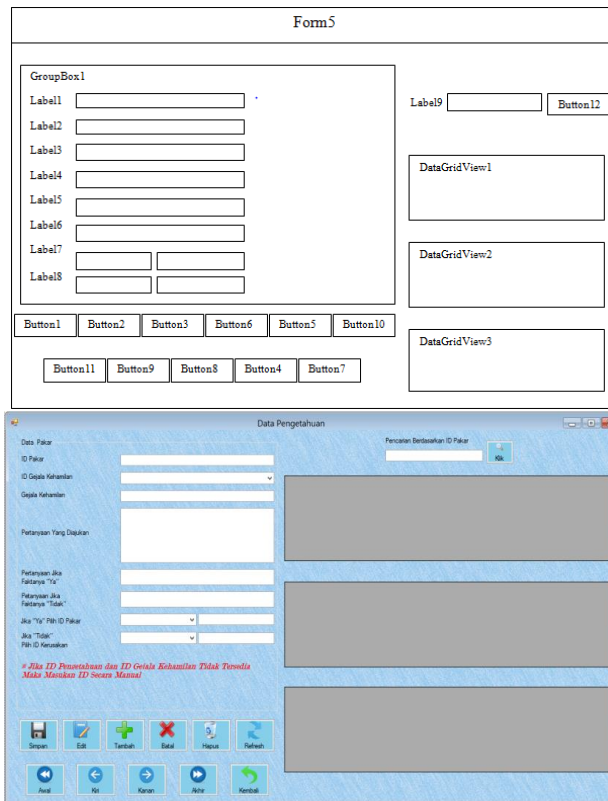 Form5
GroupBox1
Label1
Label2
Label3
Label4
Label5
Label6
Label7
Label8
Label9
Button12
DataGridView1
DataGridView2
DataGridView3
Button1 Button2 Button3 Button6 Button5 Button10
Button11 Button9 Button8 Button4 Button7
Data Pengetahuan
Data Pakar
ID Pakar
ID Gejala Kehamilan
Gejala Kehamilan
Pertanyaan Yang Diajukan
Pertanyaan Jika
Faktanya "Ya"
Petanyaan Jika
Faktanya "Tidak"
Jika "Ya" Pilih ID Pakar
Jika "Tidak"
Pilih ID Kerusakan
* Jika ID Pengetahuan dan ID Gejala Kehamilan Tidak Tersedia
Maka Masukan ID Secara Manual
Pencarian Berdasarkan ID Pakar
Klik
Simpan Edit Tambah Batal Hapus Refresh
Awal Kiri Kanan Akhir Kembali